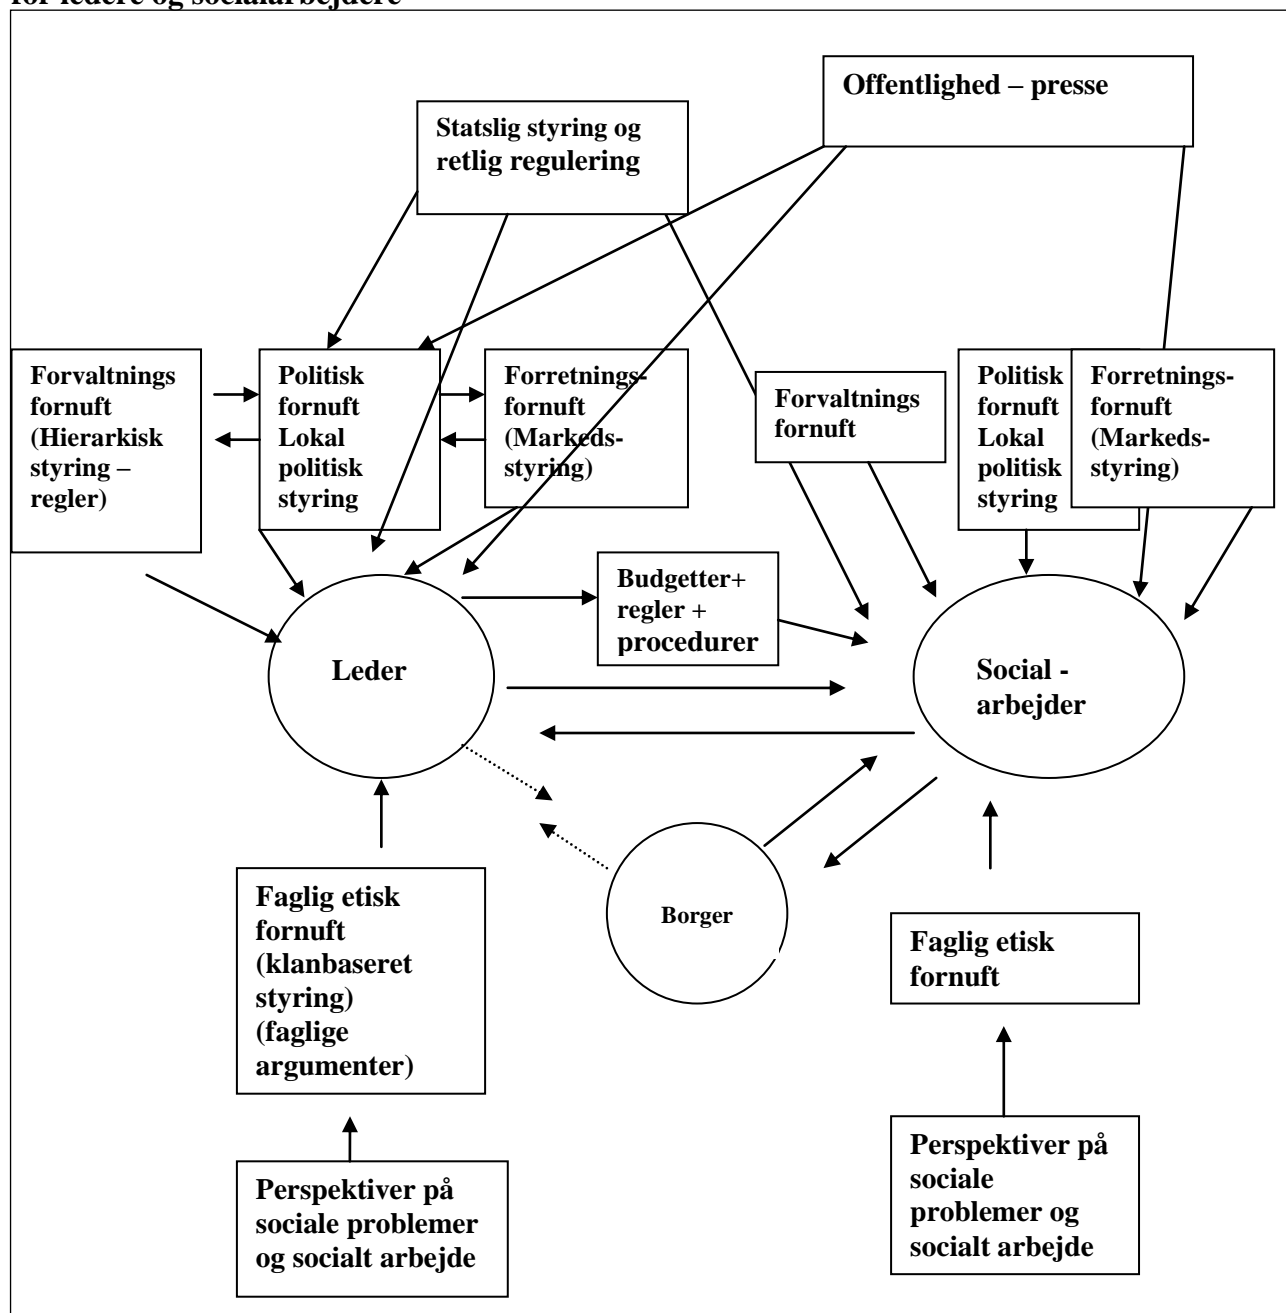 for ledere og socialarbejdere
Offentlighed – presse
Statslig styring og
retlig regulering
Forvaltnings
fornuft
(Hierarkisk
styring –
regler)
Politisk
fornuft
Lokal
politisk
styring
Forretnings-
fornuft
(Markeds-
styring)
Forvaltnings
fornuft
Politisk
fornuft
Lokal
politisk
styring
Forretnings-
fornuft
(Markeds-
styring)
Budgetter+
regler +
procedurer
Leder
Social -
arbejder
Borger
Faglig etisk
fornuft
(klanbaseret
styring)
(faglige
argumenter)
Faglig etisk
fornuft
Perspektiver på
sociale problemer
og socialt arbejde
Perspektiver på
sociale
problemer og
socialt arbejde